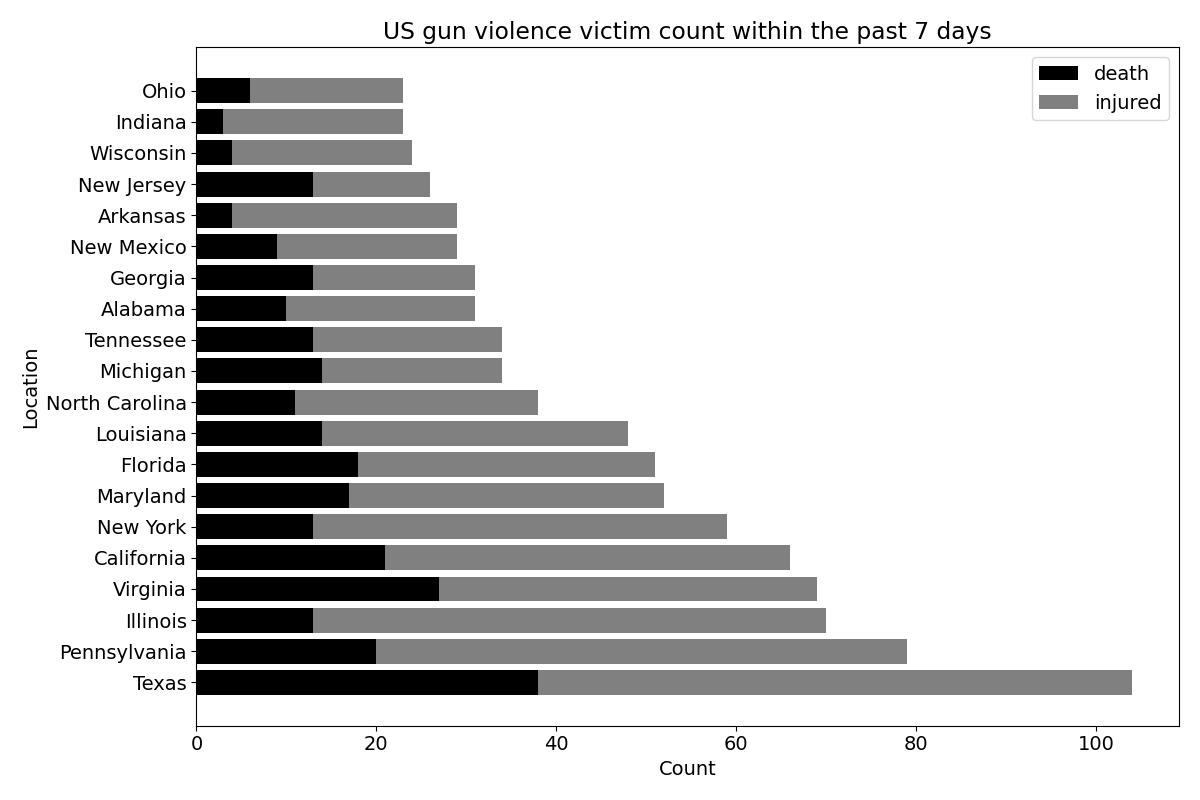 US gun violence victim count within the past 7 days
death
injured
Ohio
Indiana
Wisconsin
New Jersey
Arkansas
New Mexico
Georgia
Alabama
Tennessee
Michigan
North Carolina
Louisiana
Florida
Maryland
New York
California
Virginia
Illinois
Pennsylvania
Texas
Location
0 20 40 60 80 100
Count